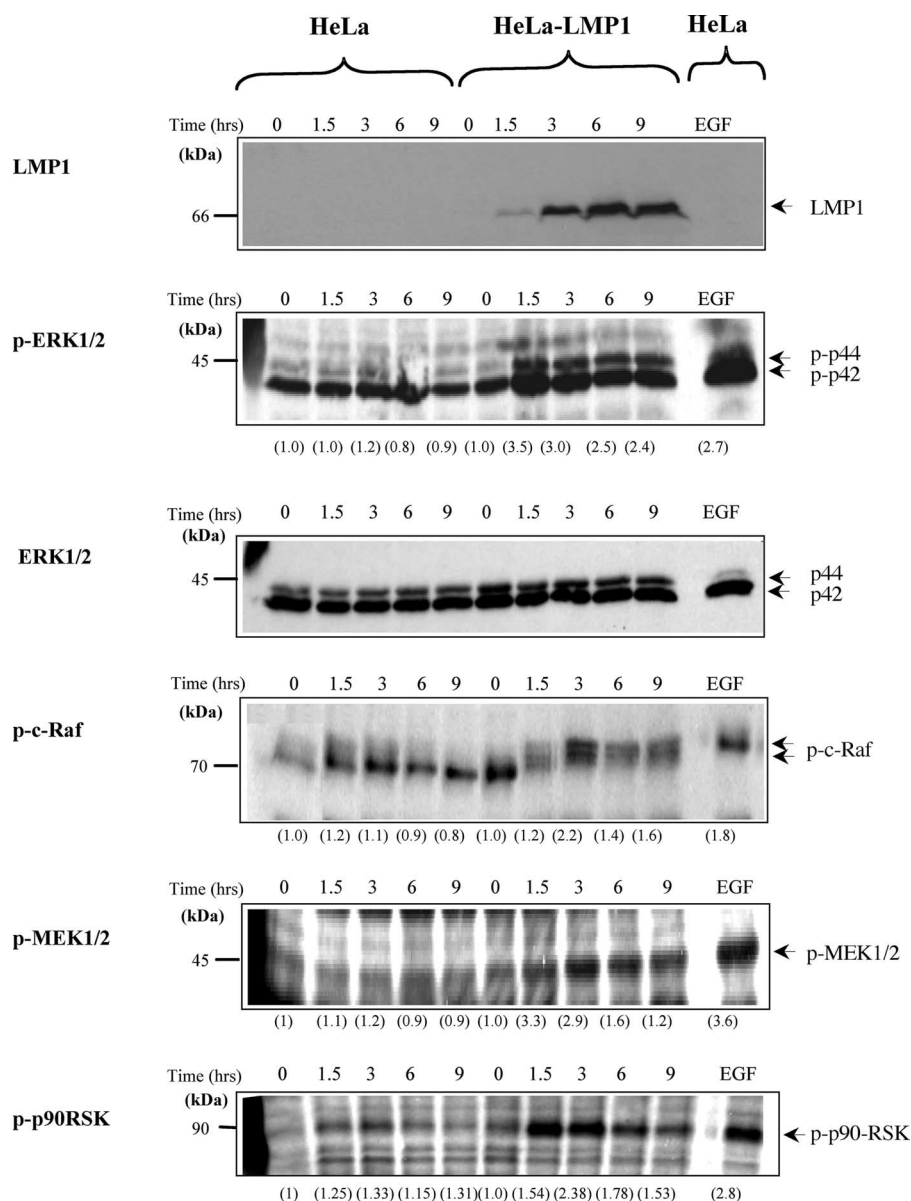 HeLa HeLa-LMP1 HeLa
Time (hrs) 0 1.5 3 6 9 0 1.5 3 6 9 EGF
(kDa)
LMP1
66
LMP1
Time (hrs) 0 1.5 3 6 9 0 1.5 3 6 9 EGF
(kDa)
p-ERK1/2
45
p-p44
p-p42
(1.0) (1.0) (1.2) (0.8) (0.9) (1.0) (3.5) (3.0) (2.5) (2.4) (2.7)
Time (hrs) 0 1.5 3 6 9 0 1.5 3 6 9 EGF
(kDa)
ERK1/2
45
p44
p42
Time (hrs) 0 1.5 3 6 9 0 1.5 3 6 9 EGF
(kDa)
p-c-Raf
70
p-c-Raf
(1.0) (1.2) (1.1) (0.9) (0.8) (1.0) (1.2) (2.2) (1.4) (1.6) (1.8)
Time (hrs) 0 1.5 3 6 9 0 1.5 3 6 9 EGF
(kDa)
p-MEK1/2
45
p-MEK1/2
(1) (1.1) (1.2) (0.9) (0.9) (1.0) (3.3) (2.9) (1.6) (1.2) (3.6)
Time (hrs) 0 1.5 3 6 9 0 1.5 3 6 9 EGF
(kDa)
p-p90RSK
90
p-p90-RSK
(1) (1.25) (1.33) (1.15) (1.31) (1.0) (1.54) (2.38) (1.78) (1.53) (2.8)